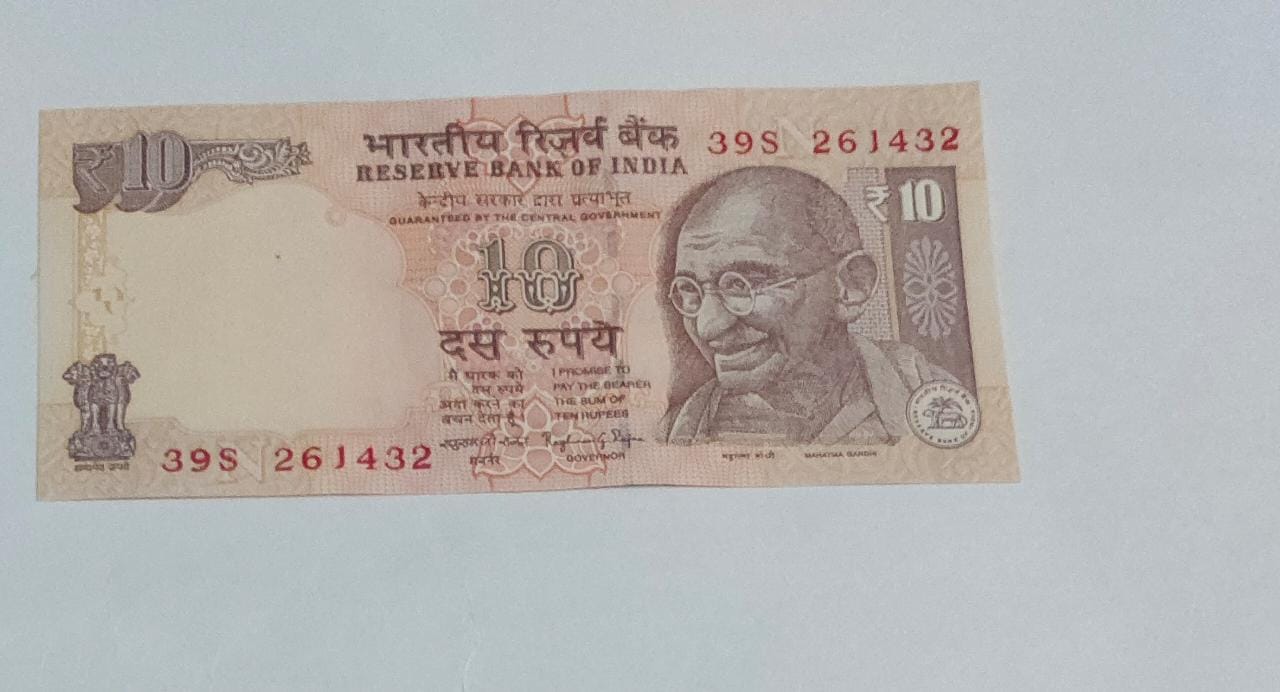 ₹10
भारतीय रिज़र्व बैंक
RESERVE BANK OF INDIA
39S 261432
केन्द्रीय सरकार द्वारा प्रत्याभूत
GUARANTEED BY THE CENTRAL GOVERNMENT
₹10
10
दस रुपये
मैं धारक को
दस रुपये
अदा करने का
वचन देता हूँ।
I PROMISE TO
PAY THE BEARER
THE SUM OF
TEN RUPEES
गवर्नर
GOVERNOR
39S 261432
सत्यमेव जयते
महात्मा गांधी
MAHATMA GANDHI